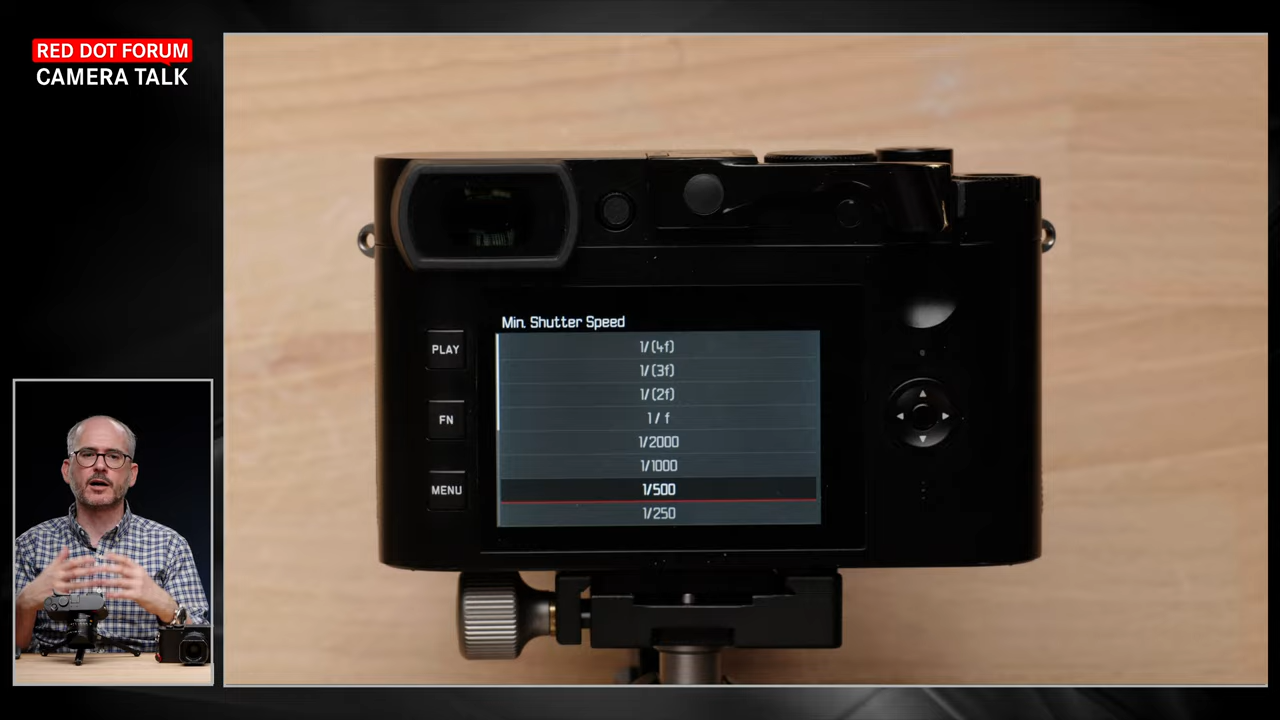 RED DOT FORUM
CAMERA TALK
Min. Shutter Speed
1/(4f)
1/(3f)
1/(2f)
1/f
1/2000
1/1000
1/500
1/250
PLAY
FN
MENU